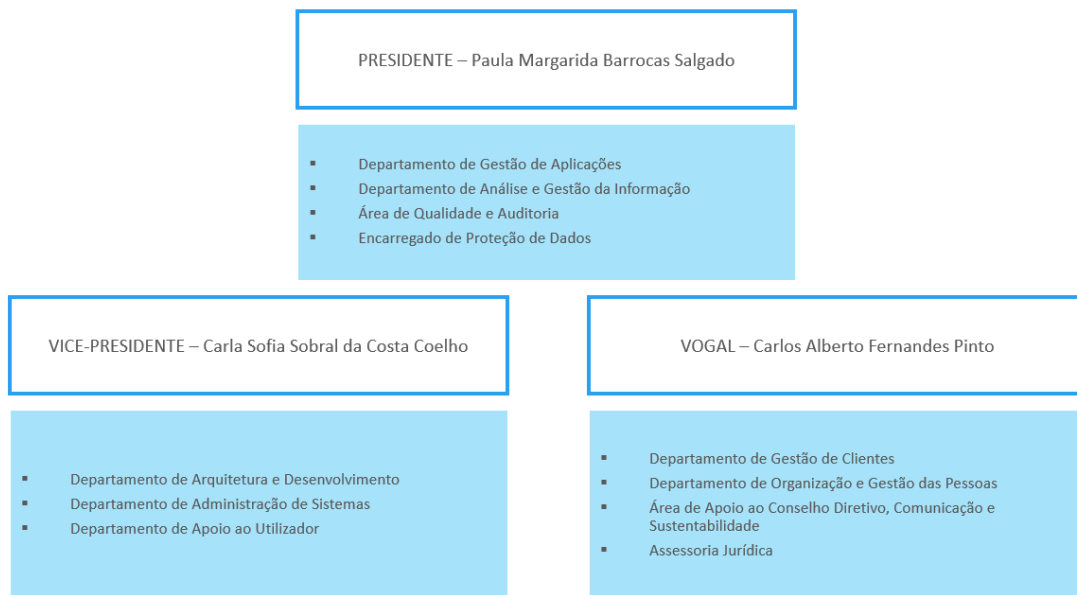 PRESIDENTE – Paula Margarida Barrocas Salgado
▪ Departamento de Gestão de Aplicações
▪ Departamento de Análise e Gestão da Informação
▪ Área de Qualidade e Auditoria
▪ Encarregado de Proteção de Dados
VICE-PRESIDENTE – Carla Sofia Sobral da Costa Coelho
▪ Departamento de Arquitetura e Desenvolvimento
▪ Departamento de Administração de Sistemas
▪ Departamento de Apoio ao Utilizador
VOGAL – Carlos Alberto Fernandes Pinto
▪ Departamento de Gestão de Clientes
▪ Departamento de Organização e Gestão das Pessoas
▪ Área de Apoio ao Conselho Diretivo, Comunicação e
Sustentabilidade
▪ Assessoria Jurídica